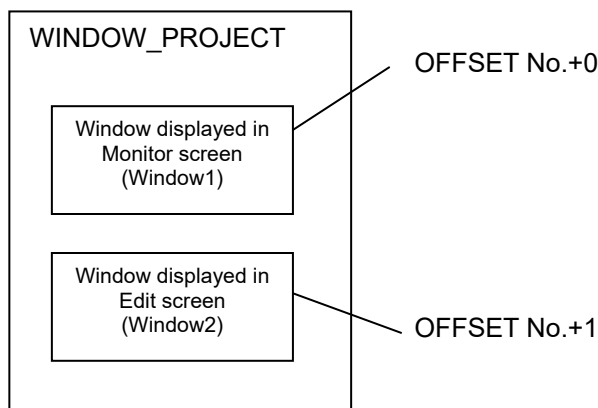 WINDOW_PROJECT
OFFSET No.+0
Window displayed in
Monitor screen
(Window1)
Window displayed in
Edit screen
(Window2)
OFFSET No.+1